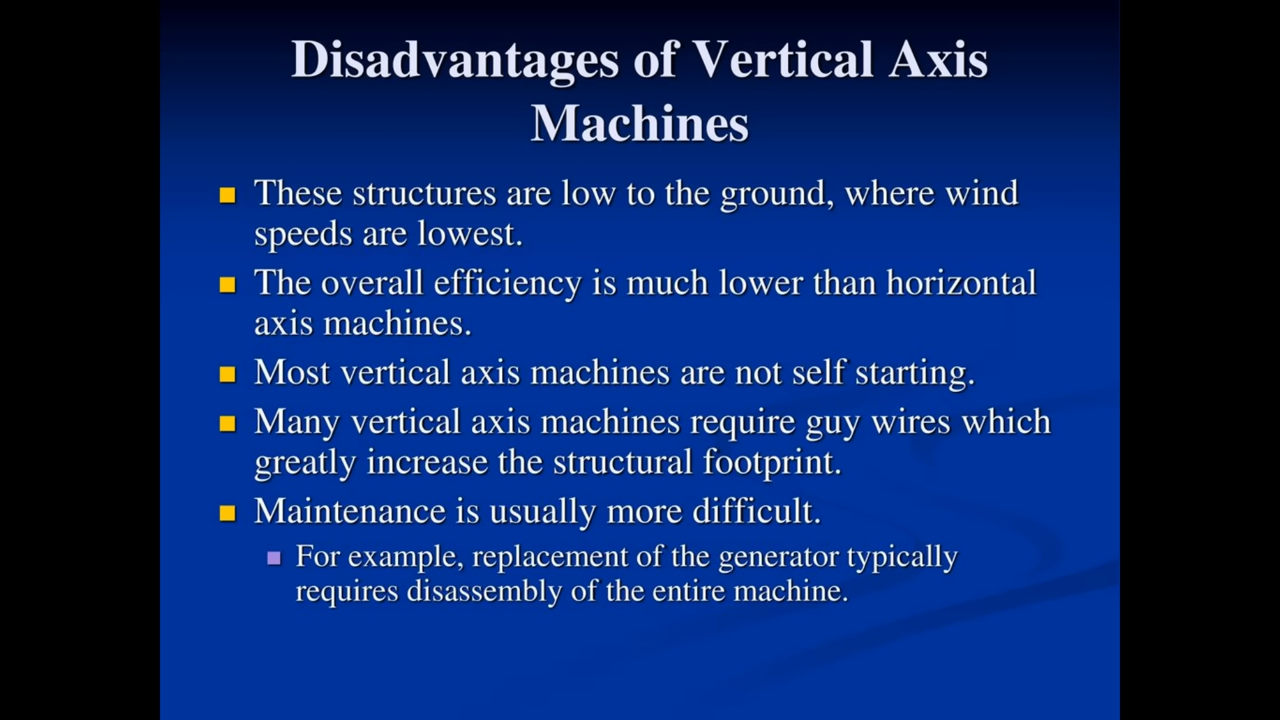 Disadvantages of Vertical Axis
Machines
These structures are low to the ground, where wind
speeds are lowest.
The overall efficiency is much lower than horizontal
axis machines.
Most vertical axis machines are not self starting.
Many vertical axis machines require guy wires which
greatly increase the structural footprint.
Maintenance is usually more difficult.
For example, replacement of the generator typically
requires disassembly of the entire machine.